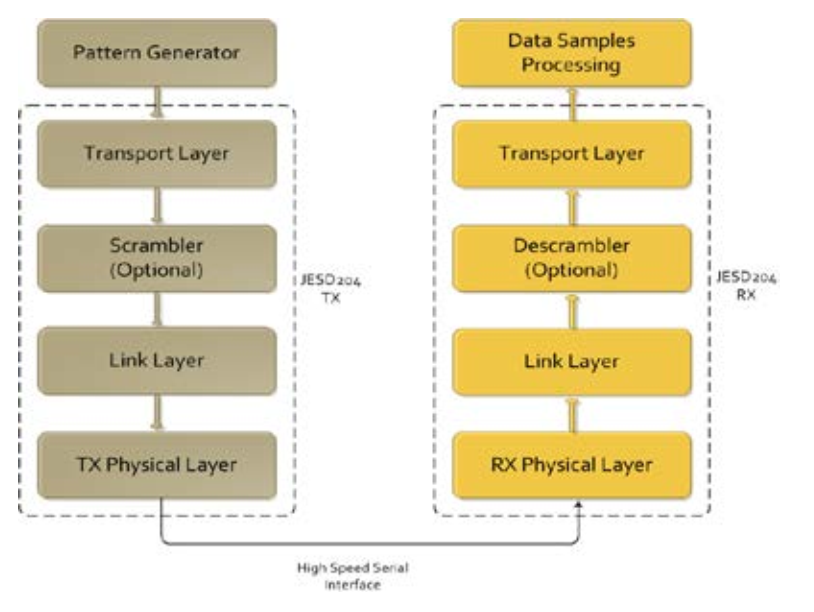 Pattern Generator
Transport Layer
Scrambler
(Optional)
Link Layer
TX Physical Layer
JESD204
TX
High Speed Serial
Interface
Data Samples
Processing
Transport Layer
Descrambler
(Optional)
Link Layer
RX Physical Layer
JESD204
RX